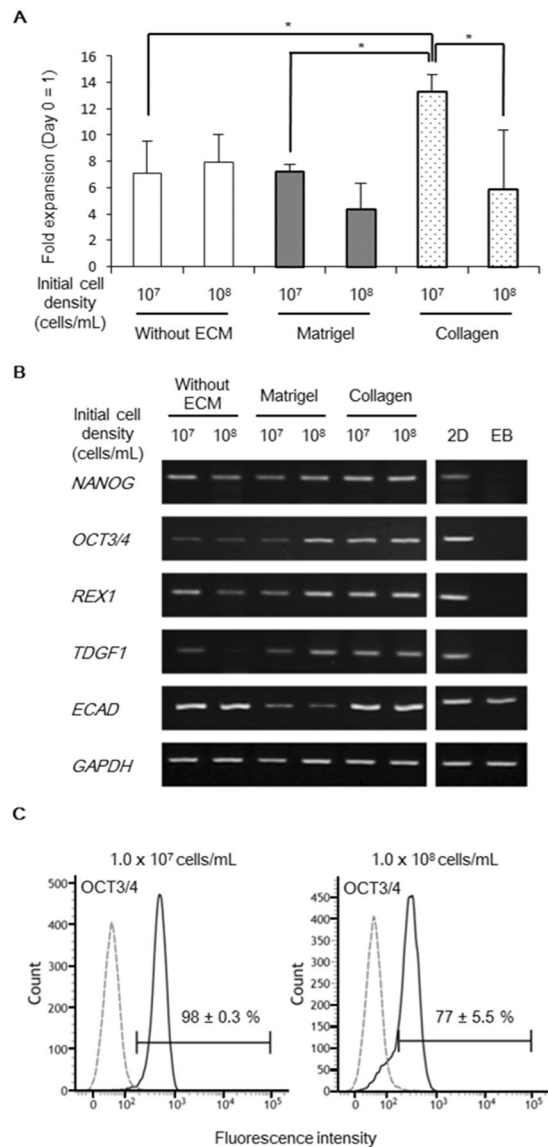 A
*
*
*
Fold expansion (Day 0 = 1)
16
14
12
10
8
6
4
2
0
Initial cell density (cells/mL)
10⁷ 10⁸ 10⁷ 10⁸ 10⁷ 10⁸
Without ECM Matrigel Collagen
B
Without ECM Matrigel Collagen
Initial cell density (cells/mL)
10⁷ 10⁸ 10⁷ 10⁸ 10⁷ 10⁸ 2D EB
NANOG
OCT3/4
REX1
TDGF1
ECAD
GAPDH
C
1.0 x 10⁷ cells/mL
OCT3/4
Count
500
400
300
200
100
0
98 ± 0.3 %
0 10² 10³ 10⁴ 10⁵
1.0 x 10⁸ cells/mL
OCT3/4
Count
450
400
350
300
250
200
150
100
50
0
77 ± 5.5 %
0 10² 10³ 10⁴ 10⁵
Fluorescence intensity